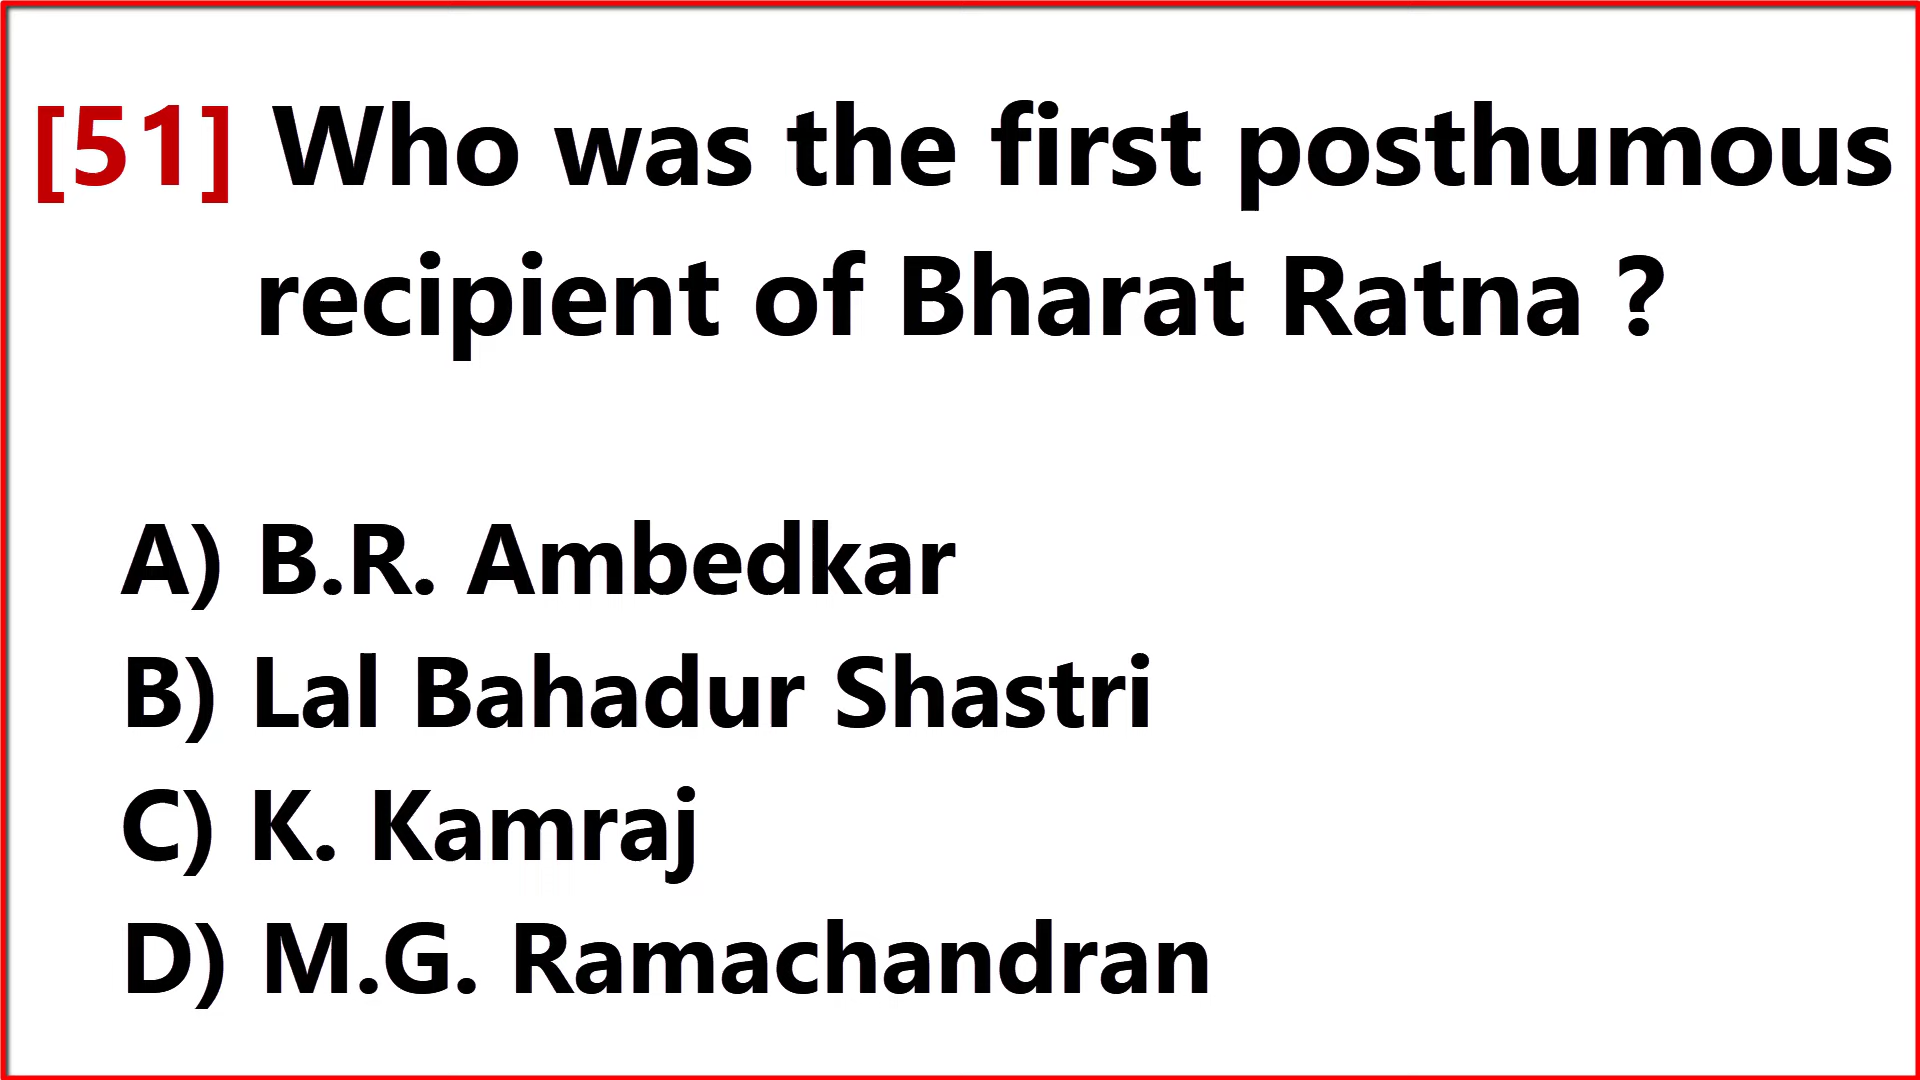 [51] Who was the first posthumous
recipient of Bharat Ratna ?
A) B.R. Ambedkar
B) Lal Bahadur Shastri
C) K. Kamraj
D) M.G. Ramachandran